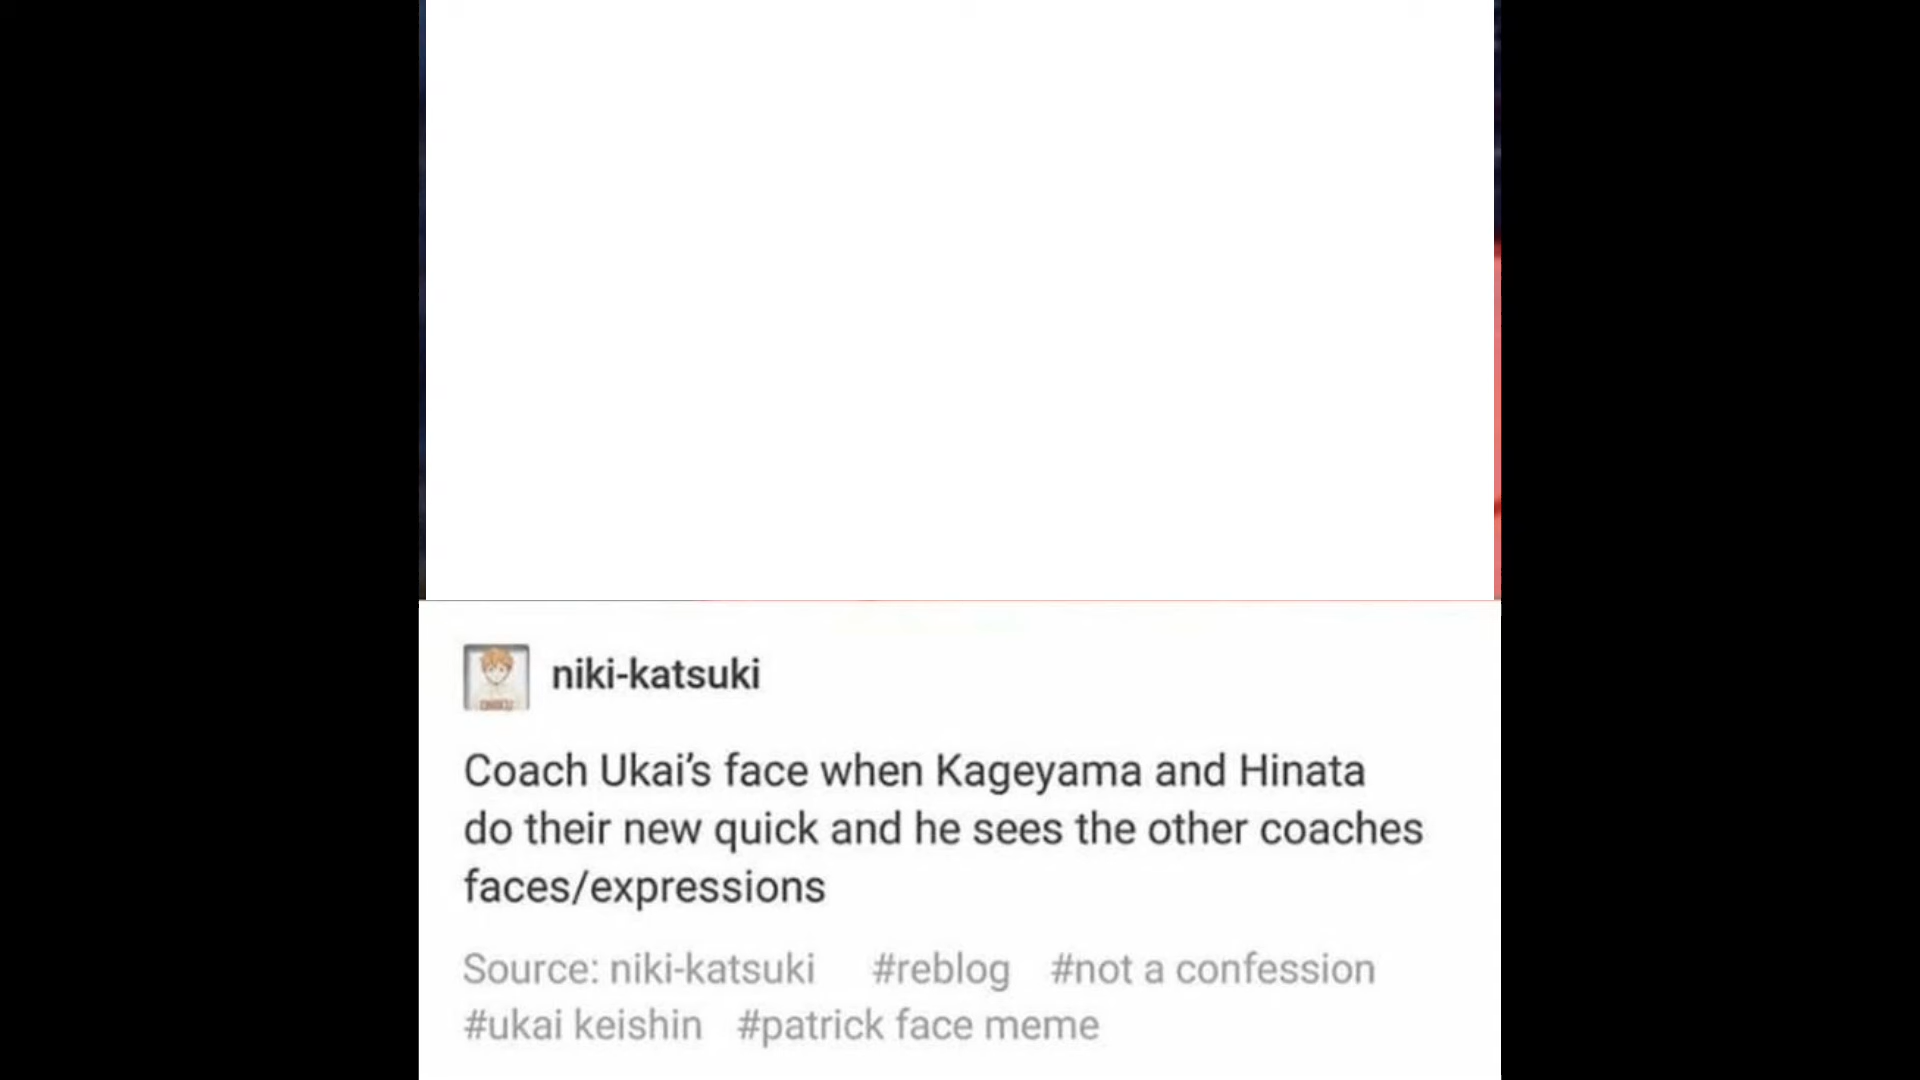 niki-katsuki
Coach Ukai's face when Kageyama and Hinata
do their new quick and he sees the other coaches
faces/expressions
Source: niki-katsuki #reblog #not a confession
#ukai keishin #patrick face meme